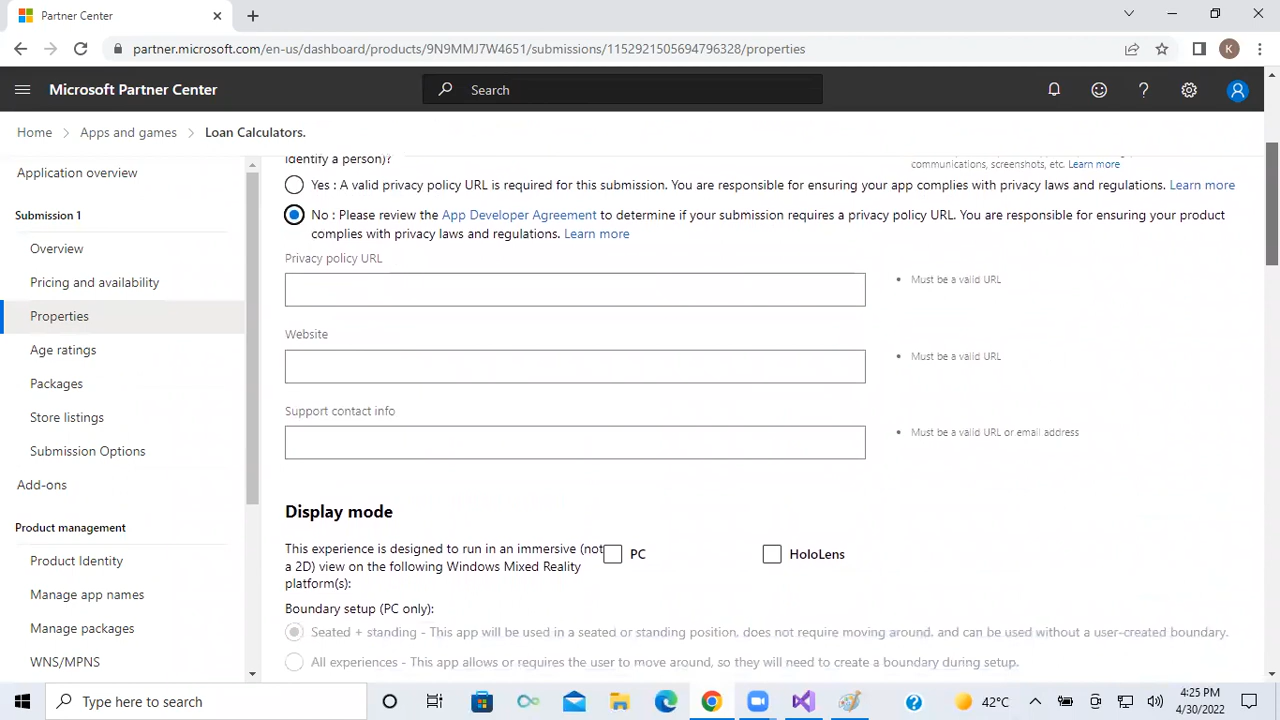 Partner Center
partner.microsoft.com/en-us/dashboard/products/9N9MMJ7W4651/submissions/1152921505694796328/properties
K
Microsoft Partner Center
Search
Home > Apps and games > Loan Calculators.
Application overview
Submission 1
Overview
Pricing and availability
Properties
Age ratings
Packages
Store listings
Submission Options
Add-ons
Product management
Product Identity
Manage app names
Manage packages
WNS/MPNS
identify a person)?
communications, screenshots, etc. Learn more
Yes : A valid privacy policy URL is required for this submission. You are responsible for ensuring your app complies with privacy laws and regulations. Learn more
No : Please review the App Developer Agreement to determine if your submission requires a privacy policy URL. You are responsible for ensuring your product
complies with privacy laws and regulations. Learn more
Privacy policy URL
• Must be a valid URL
Website
• Must be a valid URL
Support contact info
• Must be a valid URL or email address
Display mode
This experience is designed to run in an immersive (not
a 2D) view on the following Windows Mixed Reality
platform(s):
PC
HoloLens
Boundary setup (PC only):
Seated + standing - This app will be used in a seated or standing position, does not require moving around, and can be used without a user-created boundary.
All experiences - This app allows or requires the user to move around, so they will need to create a boundary during setup.
Type here to search
42°C
4:25 PM
4/30/2022